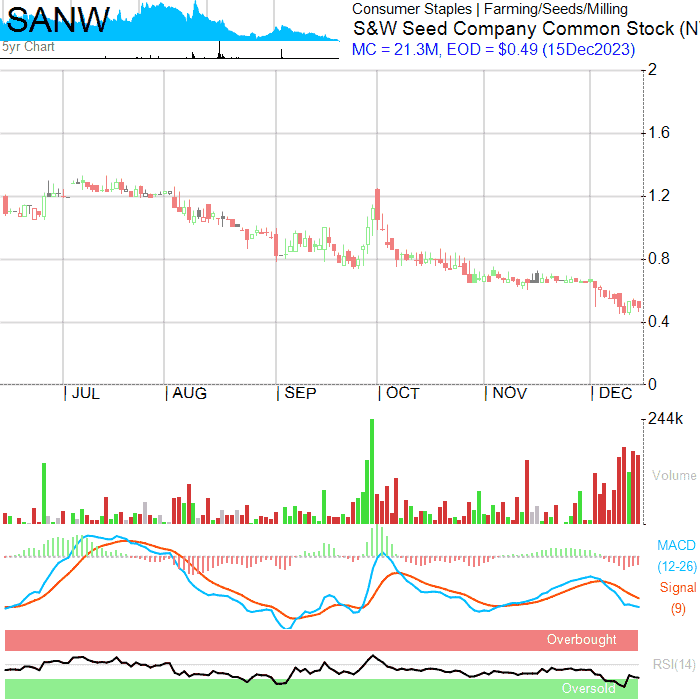 SANW
5yr Chart
Consumer Staples | Farming/Seeds/Milling
S&W Seed Company Common Stock (N
MC = 21.3M, EOD = $0.49 (15Dec2023)
2
1.6
1.2
0.8
0.4
0
JUL AUG SEP OCT NOV DEC
244k
Volume
MACD
(12-26)
Signal
(9)
Overbought
RSI(14)
Oversold